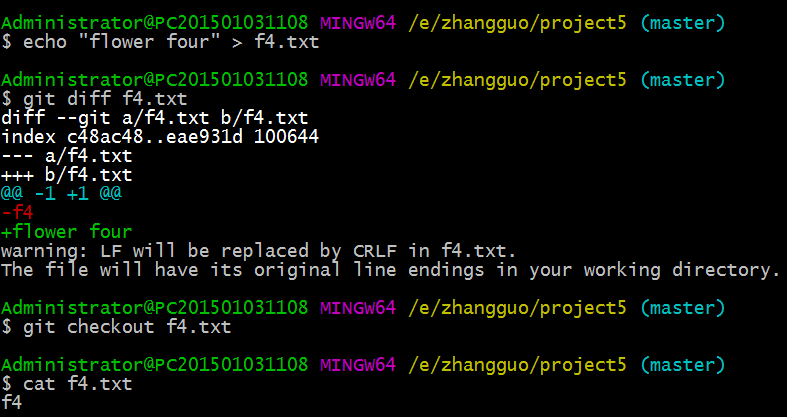 Administrator@PC201501031108 MINGW64 /e/zhangguo/project5 (master)
$ echo "flower four" > f4.txt
Administrator@PC201501031108 MINGW64 /e/zhangguo/project5 (master)
$ git diff f4.txt
diff --git a/f4.txt b/f4.txt
index c48ac48..eae931d 100644
--- a/f4.txt
+++ b/f4.txt
@@ -1 +1 @@
-f4
+flower four
warning: LF will be replaced by CRLF in f4.txt.
The file will have its original line endings in your working directory.
Administrator@PC201501031108 MINGW64 /e/zhangguo/project5 (master)
$ git checkout f4.txt
Administrator@PC201501031108 MINGW64 /e/zhangguo/project5 (master)
$ cat f4.txt
f4